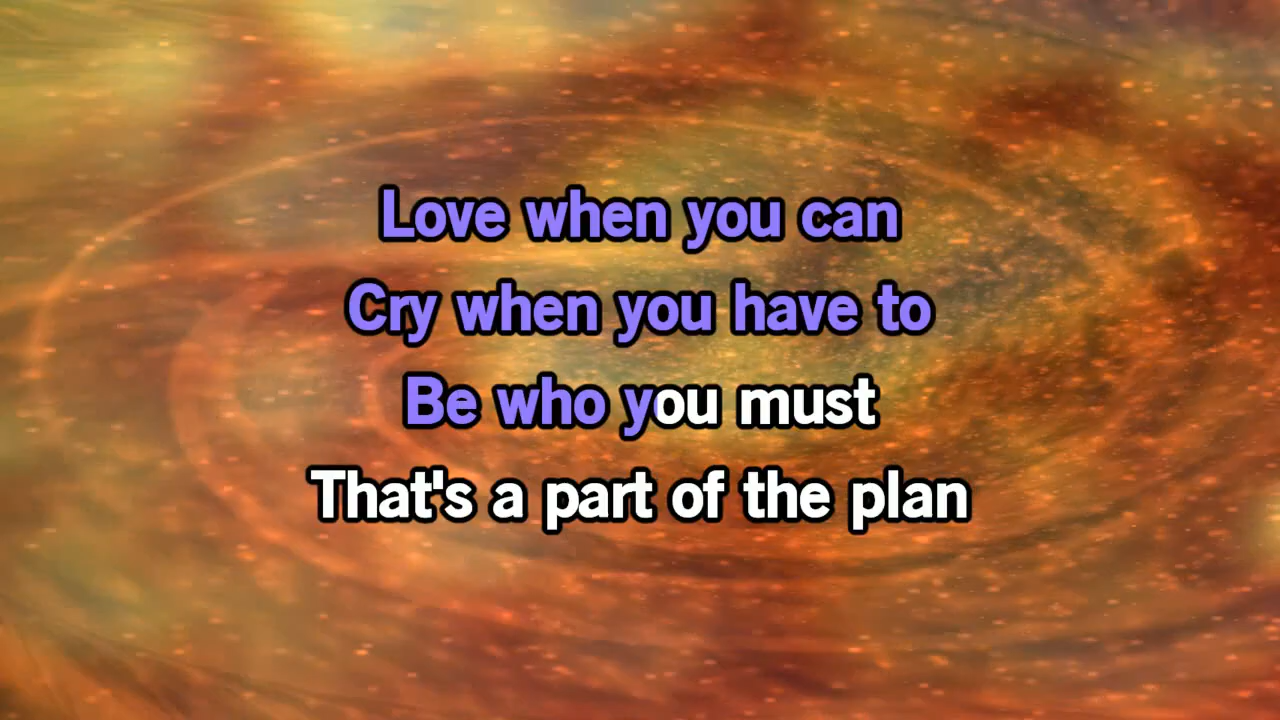 Love when you can
Cry when you have to
Be who you must
That's a part of the plan